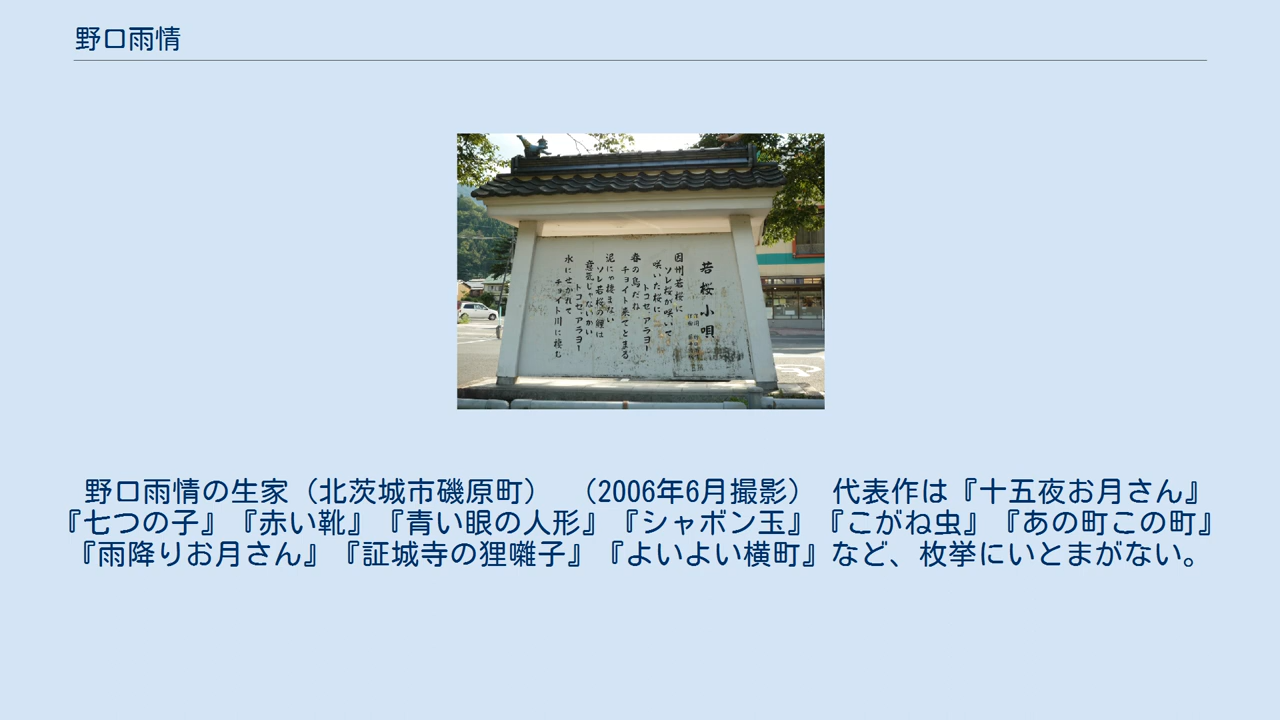 野口雨情
若桜小唄
因州若桜に
ソレ桜が咲いて
咲いた桜に
トコセ、アラヨー
春の鳥だね
チョイト来てとまる
泥にゃ棲まない
ソレ若桜の鯉は
意気じゃないかい
トコセ、アラヨー
水にせかれて
チョイト川に棲む
野口雨情の生家（北茨城市磯原町） （2006年6月撮影） 代表作は『十五夜お月さん』
『七つの子』『赤い靴』『青い眼の人形』『シャボン玉』『こがね虫』『あの町この町』
『雨降りお月さん』『証城寺の狸囃子』『よいよい横町』など、枚挙にいとまがない。